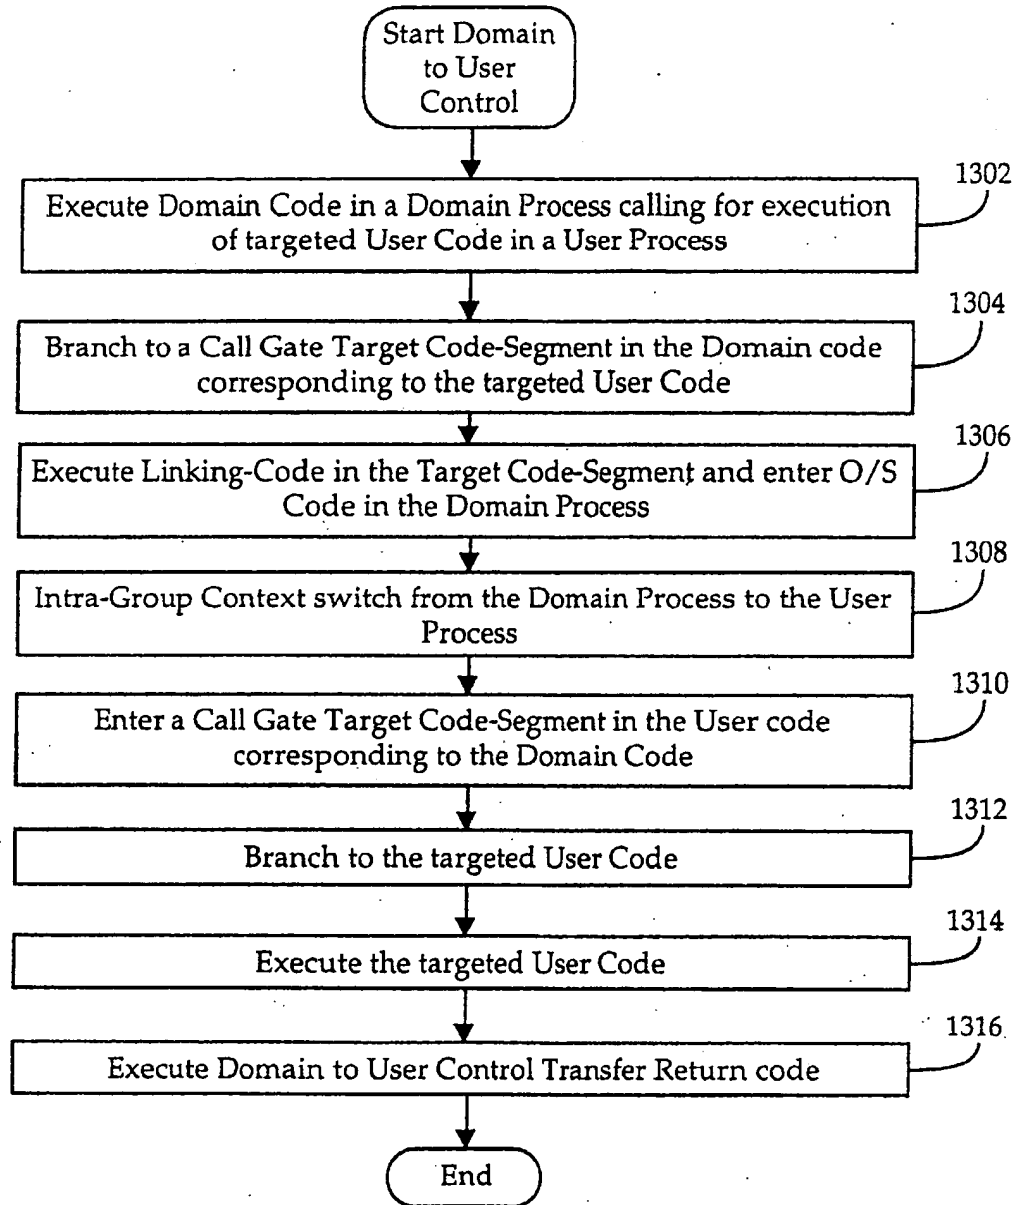 Start Domain
to User
Control
1302
Execute Domain Code in a Domain Process calling for execution
of targeted User Code in a User Process
1304
Branch to a Call Gate Target Code-Segment in the Domain code
corresponding to the targeted User Code
1306
Execute Linking-Code in the Target Code-Segment and enter O/S
Code in the Domain Process
1308
Intra-Group Context switch from the Domain Process to the User
Process
1310
Enter a Call Gate Target Code-Segment in the User code
corresponding to the Domain Code
1312
Branch to the targeted User Code
1314
Execute the targeted User Code
1316
Execute Domain to User Control Transfer Return code
End